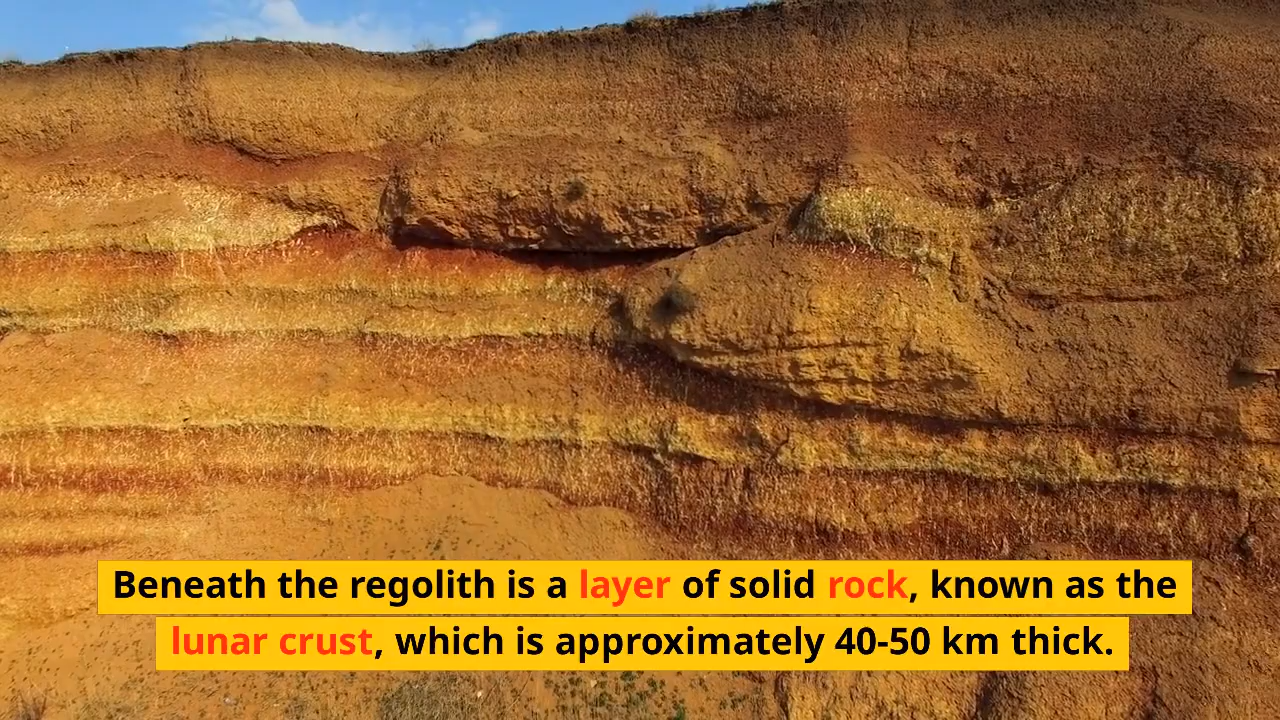 Beneath the regolith is a layer of solid rock, known as the
lunar crust, which is approximately 40-50 km thick.